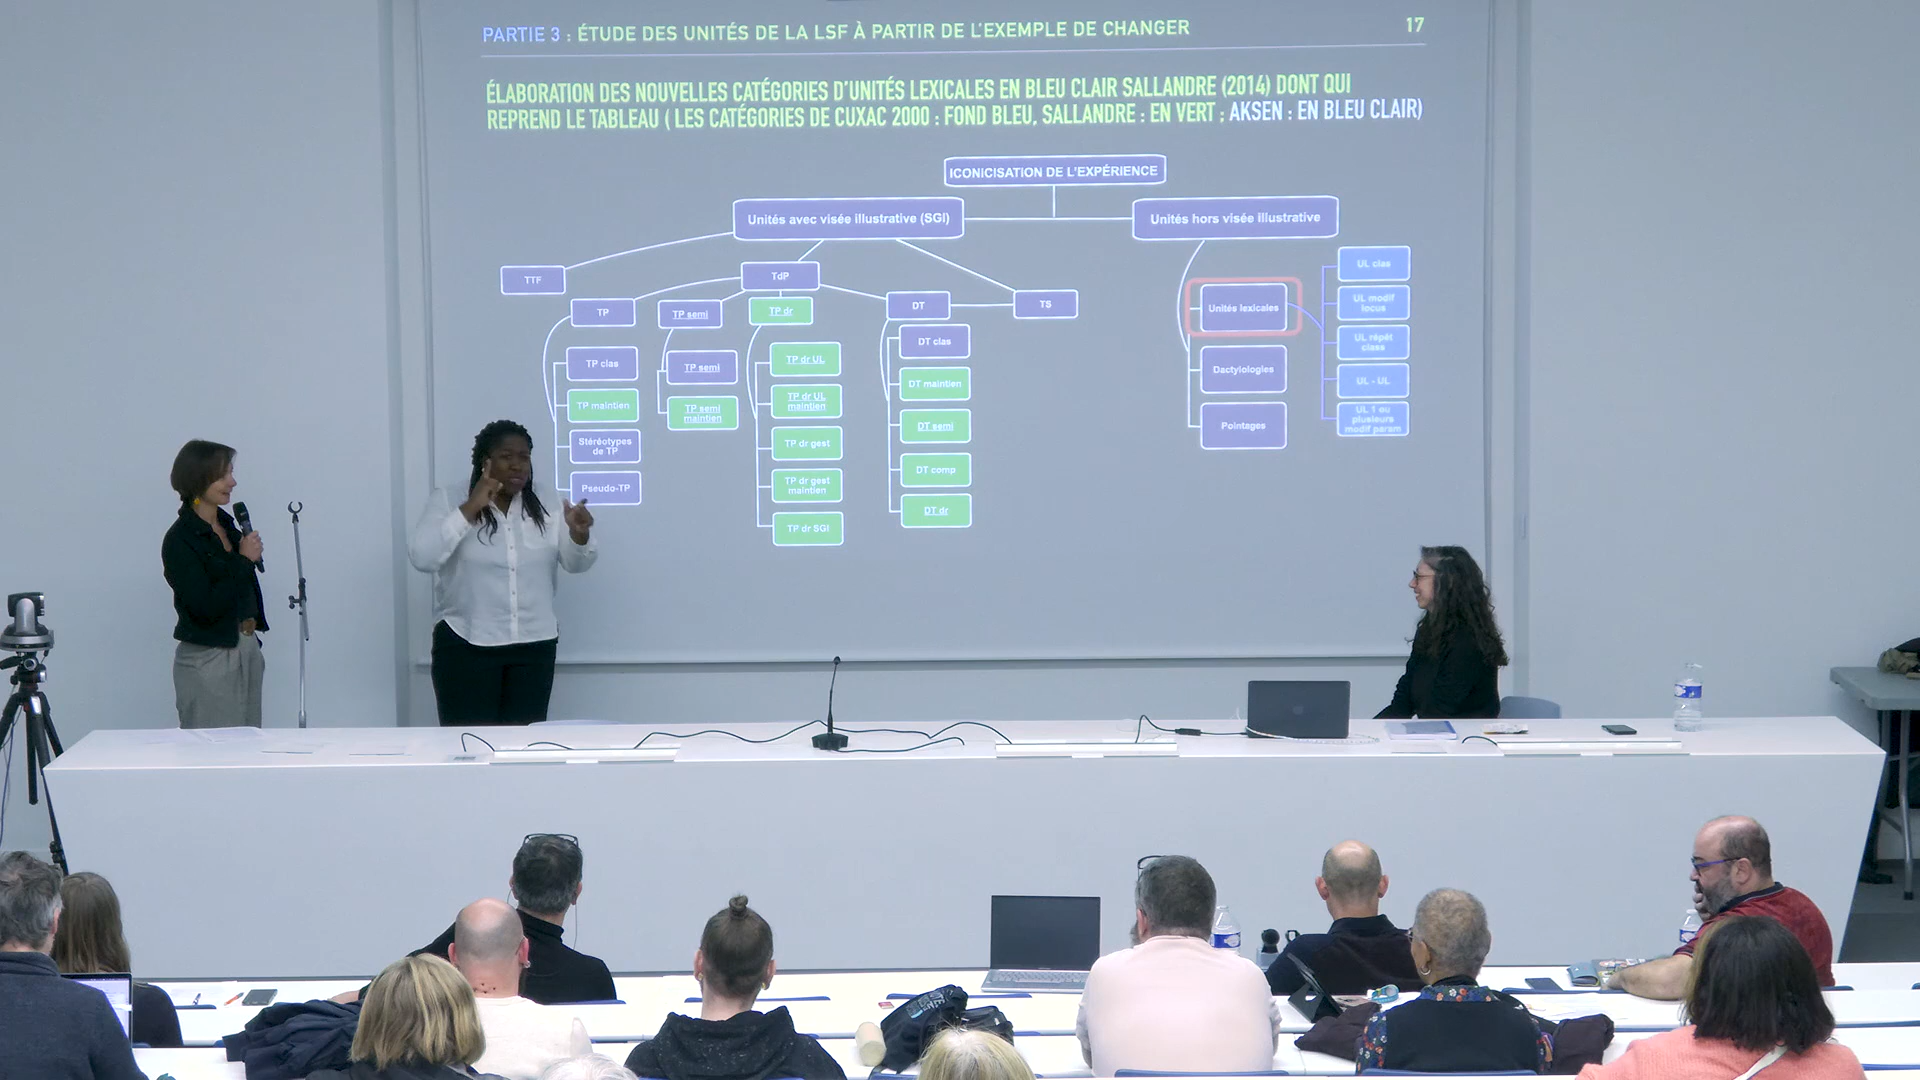 PARTIE 3 : ÉTUDE DES UNITÉS DE LA LSF À PARTIR DE L'EXEMPLE DE CHANGER
17
ÉLABORATION DES NOUVELLES CATÉGORIES D'UNITÉS LEXICALES EN BLEU CLAIR SALLANDRE (2014) DONT QUI
REPREND LE TABLEAU ( LES CATÉGORIES DE CUXAC 2000 : FOND BLEU, SALLANDRE : EN VERT ; AKSEN : EN BLEU CLAIR)
ICONICISATION DE L'EXPÉRIENCE
Unités avec visée illustrative (SGI)
Unités hors visée illustrative
TTF
TdP
TS
TP
TP semi
TP dr
DT
TP clas
TP maintien
Stéréotypes
de TP
Pseudo-TP
TP semi
TP semi
maintien
TP dr UL
TP dr UL
maintien
TP dr gest
TP dr gest
maintien
TP dr SGI
DT clas
DT maintien
DT semi
DT comp
DT dr
Unités lexicales
Dactylologies
Pointages
UL clas
UL modif
locus
UL répét
class
UL - UL
UL 1 ou
plusieurs
modif param